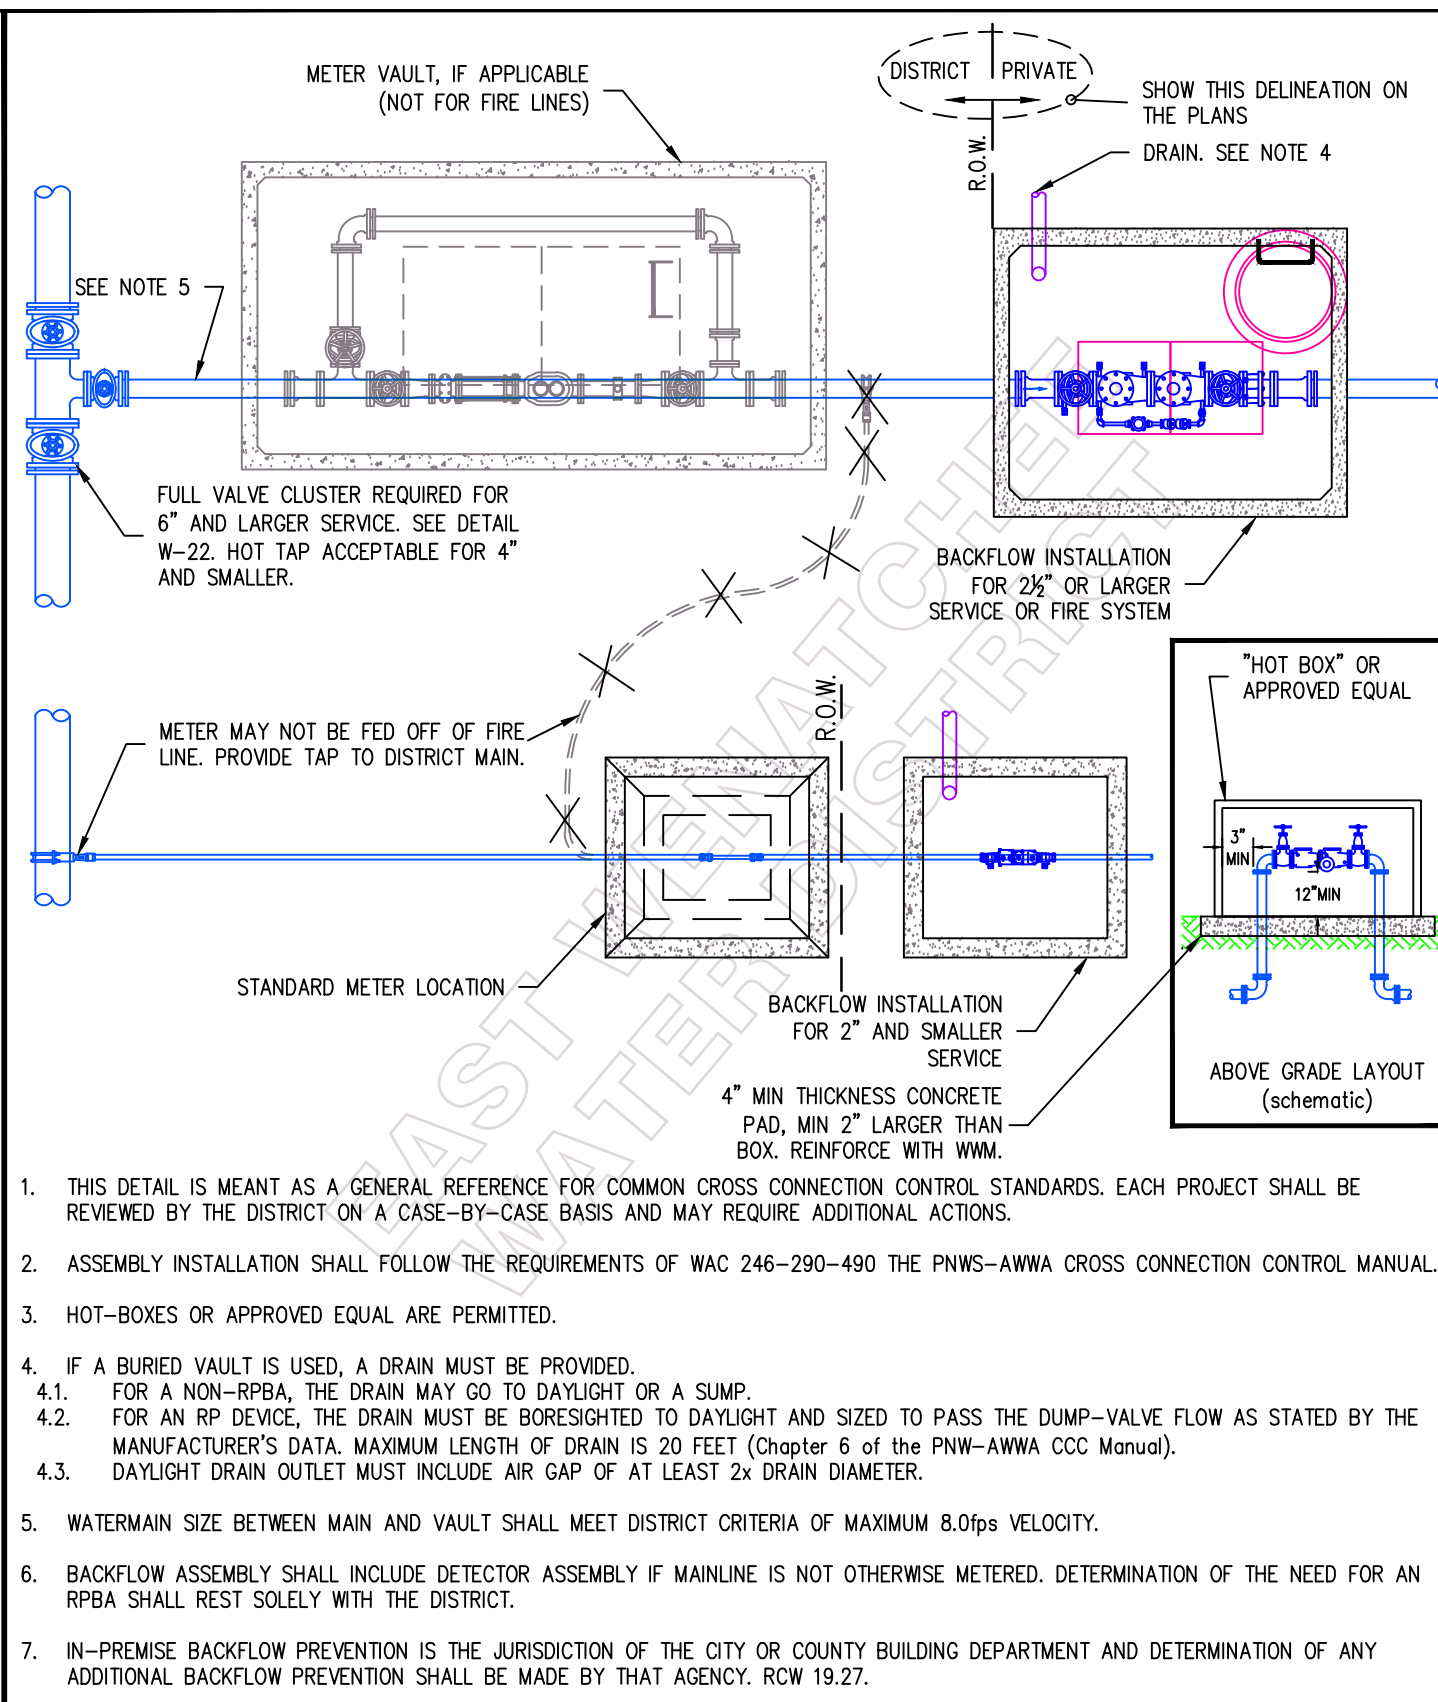 METER VAULT, IF APPLICABLE
(NOT FOR FIRE LINES)
DISTRICT
PRIVATE
SHOW THIS DELINEATION ON
THE PLANS
R.O.W.
DRAIN. SEE NOTE 4
SEE NOTE 5
FULL VALVE CLUSTER REQUIRED FOR
6" AND LARGER SERVICE. SEE DETAIL
W-22. HOT TAP ACCEPTABLE FOR 4"
AND SMALLER.
BACKFLOW INSTALLATION
FOR 2½" OR LARGER
SERVICE OR FIRE SYSTEM
"HOT BOX" OR
APPROVED EQUAL
R.O.W.
METER MAY NOT BE FED OFF OF FIRE
LINE. PROVIDE TAP TO DISTRICT MAIN.
3"
MIN
12"MIN
STANDARD METER LOCATION
BACKFLOW INSTALLATION
FOR 2" AND SMALLER
SERVICE
ABOVE GRADE LAYOUT
(schematic)
4" MIN THICKNESS CONCRETE
PAD, MIN 2" LARGER THAN
BOX. REINFORCE WITH WWM.
EAST WENATCHEE
WATER DISTRICT
1. THIS DETAIL IS MEANT AS A GENERAL REFERENCE FOR COMMON CROSS CONNECTION CONTROL STANDARDS. EACH PROJECT SHALL BE
REVIEWED BY THE DISTRICT ON A CASE-BY-CASE BASIS AND MAY REQUIRE ADDITIONAL ACTIONS.
2. ASSEMBLY INSTALLATION SHALL FOLLOW THE REQUIREMENTS OF WAC 246-290-490 THE PNWS-AWWA CROSS CONNECTION CONTROL MANUAL.
3. HOT-BOXES OR APPROVED EQUAL ARE PERMITTED.
4. IF A BURIED VAULT IS USED, A DRAIN MUST BE PROVIDED.
4.1. FOR A NON-RPBA, THE DRAIN MAY GO TO DAYLIGHT OR A SUMP.
4.2. FOR AN RP DEVICE, THE DRAIN MUST BE BORESIGHTED TO DAYLIGHT AND SIZED TO PASS THE DUMP-VALVE FLOW AS STATED BY THE
MANUFACTURER'S DATA. MAXIMUM LENGTH OF DRAIN IS 20 FEET (Chapter 6 of the PNW-AWWA CCC Manual).
4.3. DAYLIGHT DRAIN OUTLET MUST INCLUDE AIR GAP OF AT LEAST 2x DRAIN DIAMETER.
5. WATERMAIN SIZE BETWEEN MAIN AND VAULT SHALL MEET DISTRICT CRITERIA OF MAXIMUM 8.0fps VELOCITY.
6. BACKFLOW ASSEMBLY SHALL INCLUDE DETECTOR ASSEMBLY IF MAINLINE IS NOT OTHERWISE METERED. DETERMINATION OF THE NEED FOR AN
RPBA SHALL REST SOLELY WITH THE DISTRICT.
7. IN-PREMISE BACKFLOW PREVENTION IS THE JURISDICTION OF THE CITY OR COUNTY BUILDING DEPARTMENT AND DETERMINATION OF ANY
ADDITIONAL BACKFLOW PREVENTION SHALL BE MADE BY THAT AGENCY. RCW 19.27.